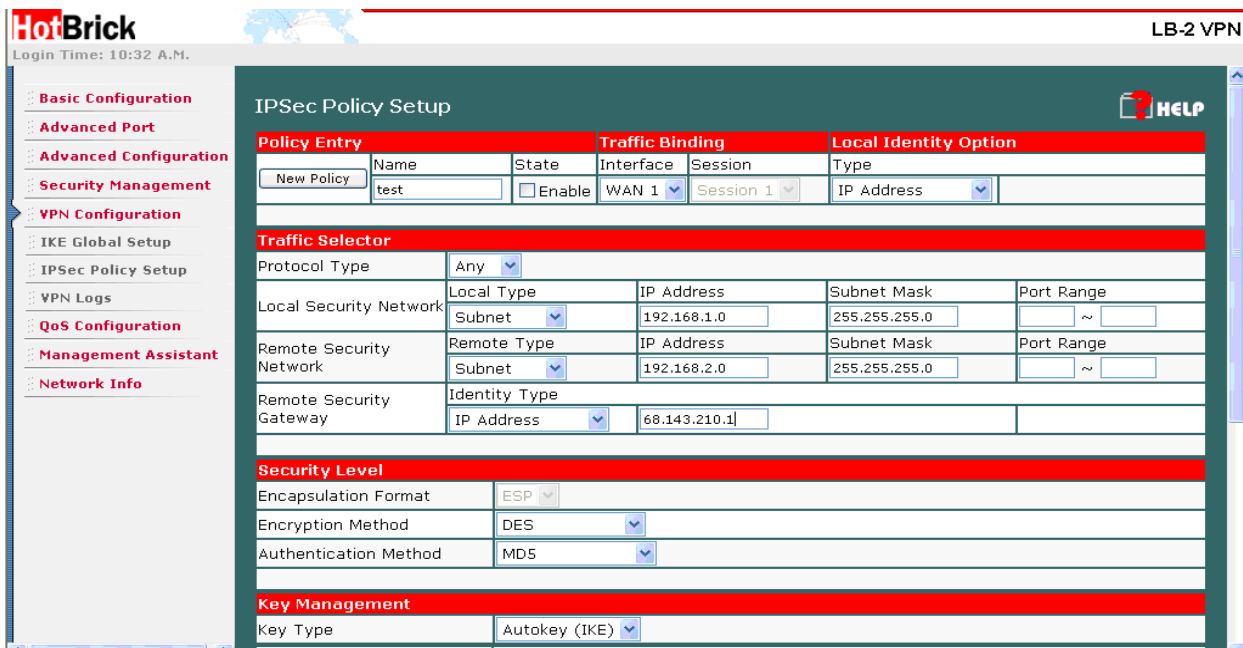 HotBrick
LB-2 VPN
Login Time: 10:32 A.M.
Basic Configuration
Advanced Port
Advanced Configuration
Security Management
VPN Configuration
IKE Global Setup
IPSec Policy Setup
VPN Logs
QoS Configuration
Management Assistant
Network Info
IPSec Policy Setup
HELP
Policy Entry Traffic Binding Local Identity Option
Name State Interface Session Type
New Policy test Enable WAN 1 Session 1 IP Address
Traffic Selector
Protocol Type Any
Local Security Network
Local Type IP Address Subnet Mask Port Range
Subnet 192.168.1.0 255.255.255.0 ~
Remote Security
Network
Remote Type IP Address Subnet Mask Port Range
Subnet 192.168.2.0 255.255.255.0 ~
Remote Security
Gateway
Identity Type
IP Address 68.143.210.1
Security Level
Encapsulation Format ESP
Encryption Method DES
Authentication Method MD5
Key Management
Key Type Autokey (IKE)